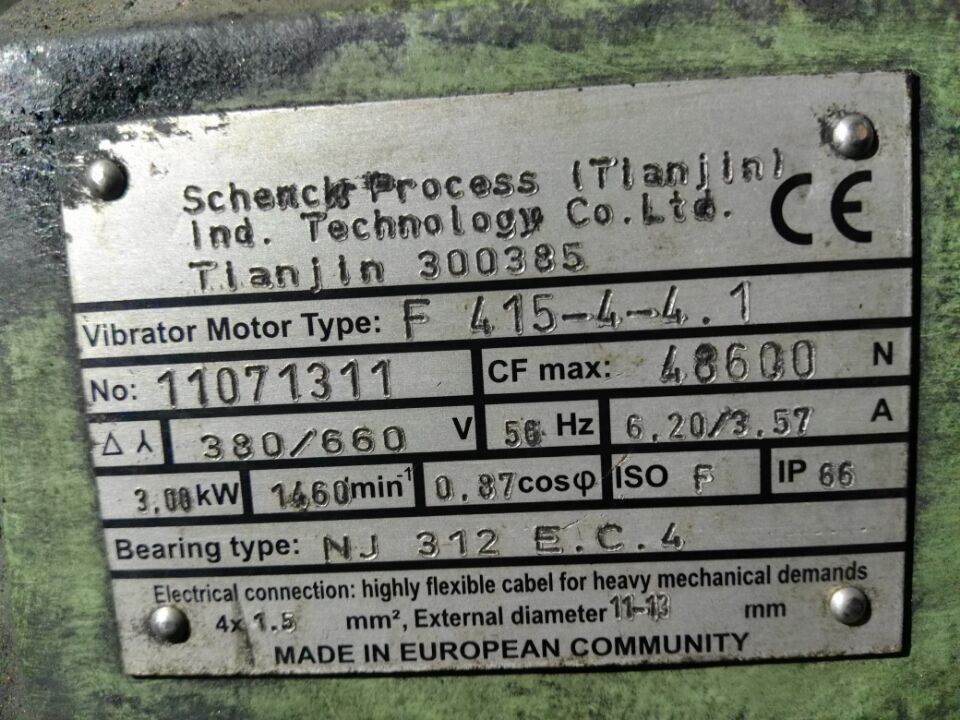 Schenck Process (Tianjin)
Ind. Technology Co.Ltd.
Tianjin 300385
CE
Vibrator Motor Type: F 415-4-4.1
No: 11071311 CF max: 48600 N
Δ⅄ 380/660 V 50 Hz 6.20/3.57 A
3.00 kW 1460 min⁻¹ 0.87 cosφ ISO F IP 66
Bearing type: NJ 312 E.C.4
Electrical connection: highly flexible cabel for heavy mechanical demands
4x 1.5 mm², External diameter 11-13 mm
MADE IN EUROPEAN COMMUNITY